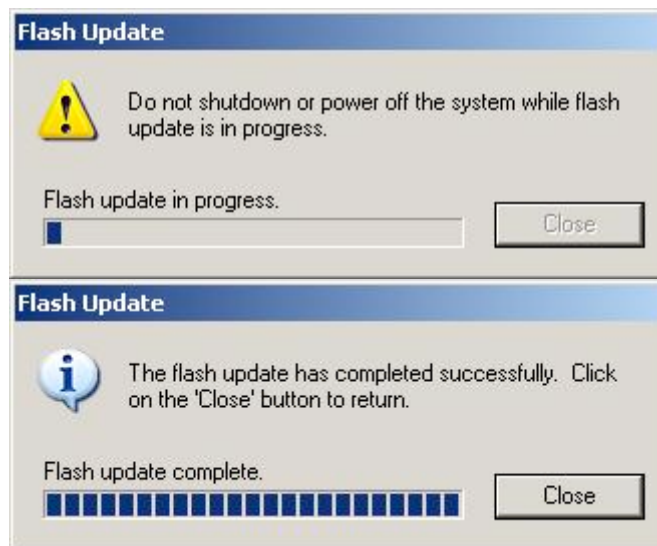 Flash Update
Do not shutdown or power off the system while flash
update is in progress.
Flash update in progress.
Close
Flash Update
The flash update has completed successfully.  Click
on the 'Close' button to return.
Flash update complete.
Close